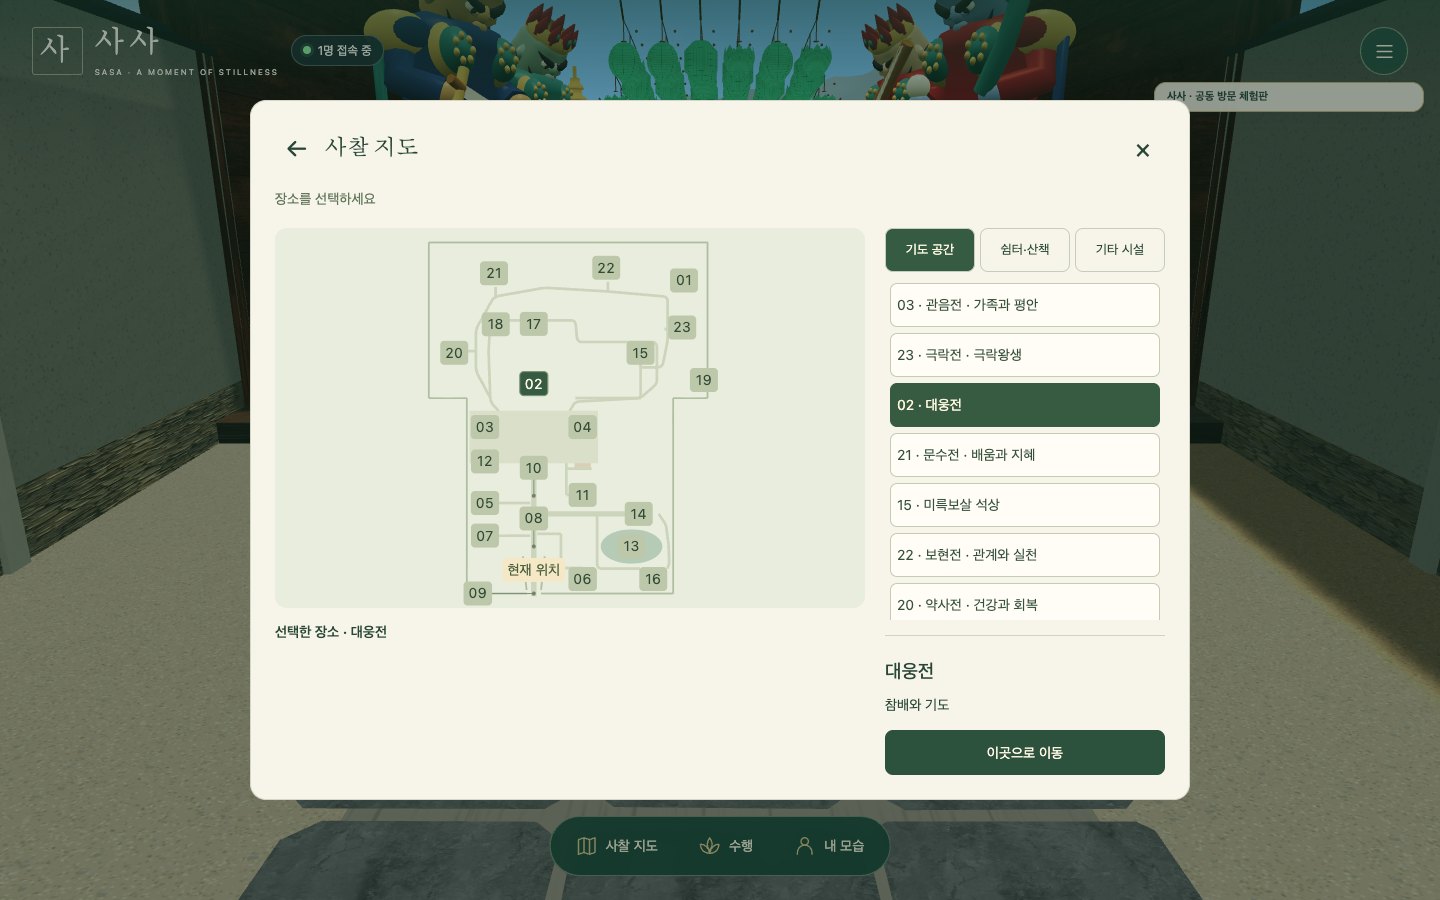 사
사사
SASA · A MOMENT OF STILLNESS
1명 접속 중
사사 · 공동 방문 체험판
사찰 지도
장소를 선택하세요
21
22
01
18
17
23
20
15
02
19
03
04
12
10
05
11
08
14
07
13
현재 위치
06
16
09
선택한 장소 · 대웅전
기도 공간
쉼터·산책
기타 시설
03 · 관음전 · 가족과 평안
23 · 극락전 · 극락왕생
02 · 대웅전
21 · 문수전 · 배움과 지혜
15 · 미륵보살 석상
22 · 보현전 · 관계와 실천
20 · 약사전 · 건강과 회복
대웅전
참배와 기도
이곳으로 이동
사찰 지도
수행
내 모습